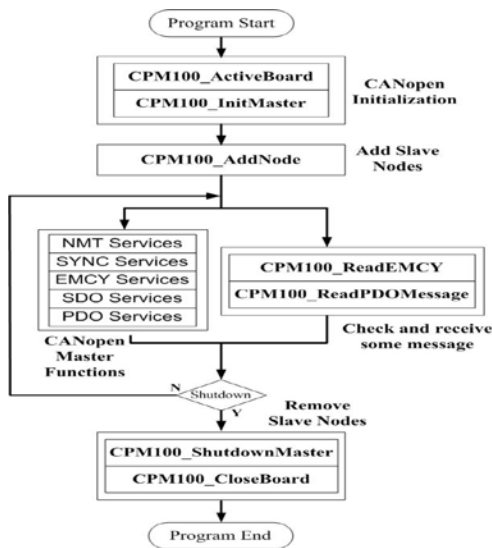 Program Start
CPM100_ActiveBoard
CPM100_InitMaster
CANopen
Initialization
CPM100_AddNode
Add Slave
Nodes
NMT Services
SYNC Services
EMCY Services
SDO Services
PDO Services
CANopen
Master
Functions
CPM100_ReadEMCY
CPM100_ReadPDOMessage
Check and receive
some message
N
Shutdown
Y
Remove
Slave Nodes
CPM100_ShutdownMaster
CPM100_CloseBoard
Program End